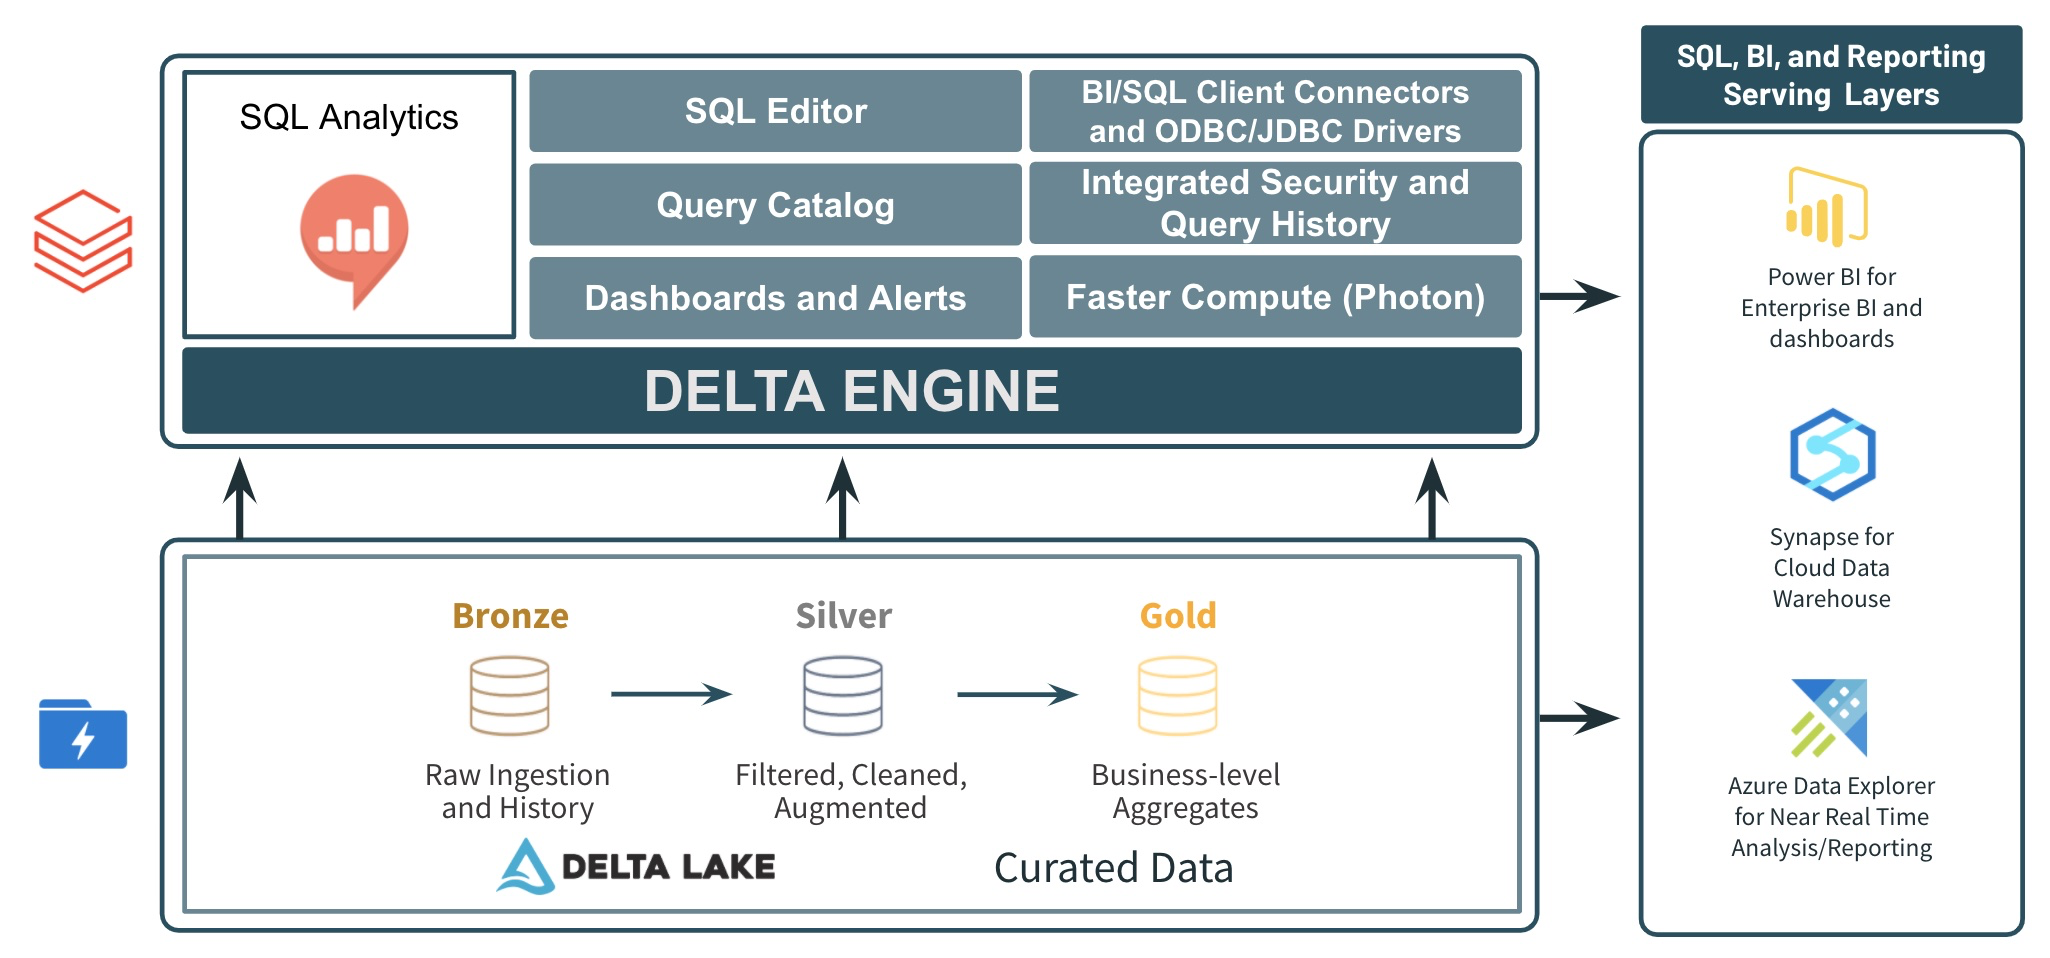 SQL Analytics
SQL Editor
BI/SQL Client Connectors
and ODBC/JDBC Drivers
Query Catalog
Integrated Security and
Query History
Dashboards and Alerts
Faster Compute (Photon)
DELTA ENGINE
Bronze
Silver
Gold
Raw Ingestion
and History
Filtered, Cleaned,
Augmented
Business-level
Aggregates
DELTA LAKE
Curated Data
SQL, BI, and Reporting
Serving Layers
Power BI for
Enterprise BI and
dashboards
Synapse for
Cloud Data
Warehouse
Azure Data Explorer
for Near Real Time
Analysis/Reporting